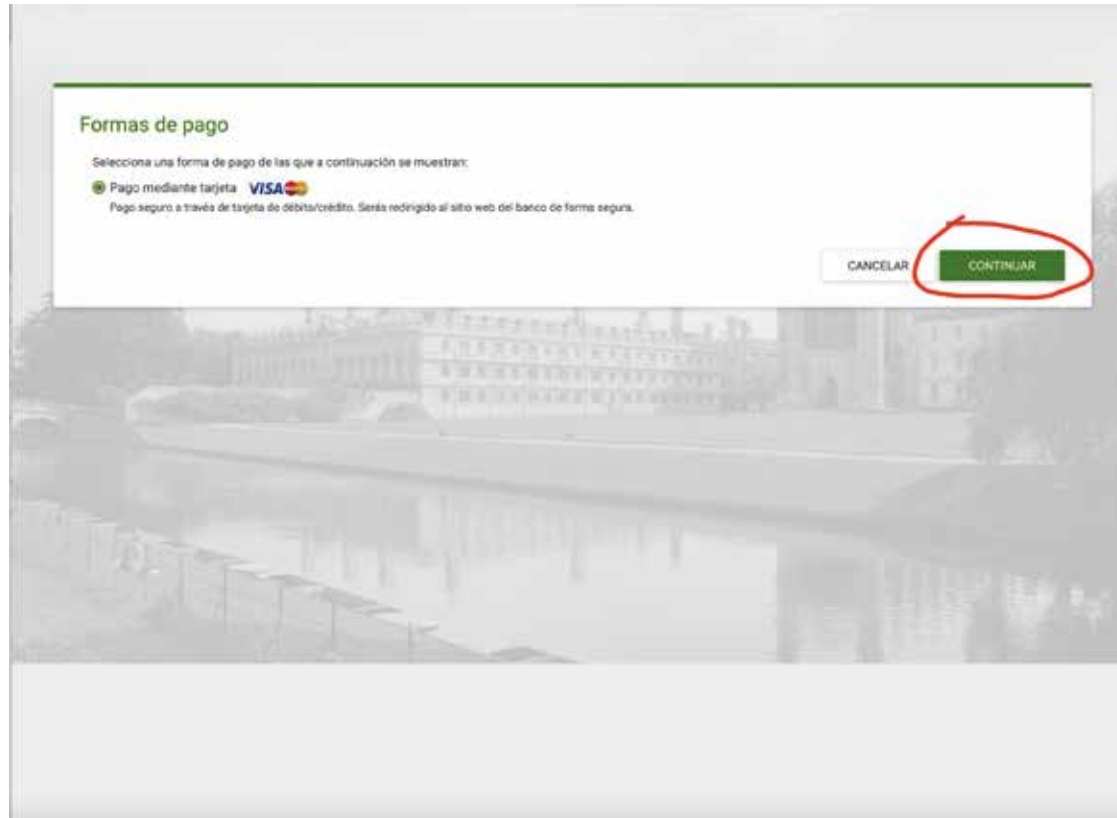 Formas de pago
Selecciona una forma de pago de las que a continuación se muestran:
Pago mediante tarjeta VISA
Pago seguro a través de tarjeta de débito/crédito. Serás redirigido al sitio web del banco de forma segura.
CANCELAR CONTINUAR